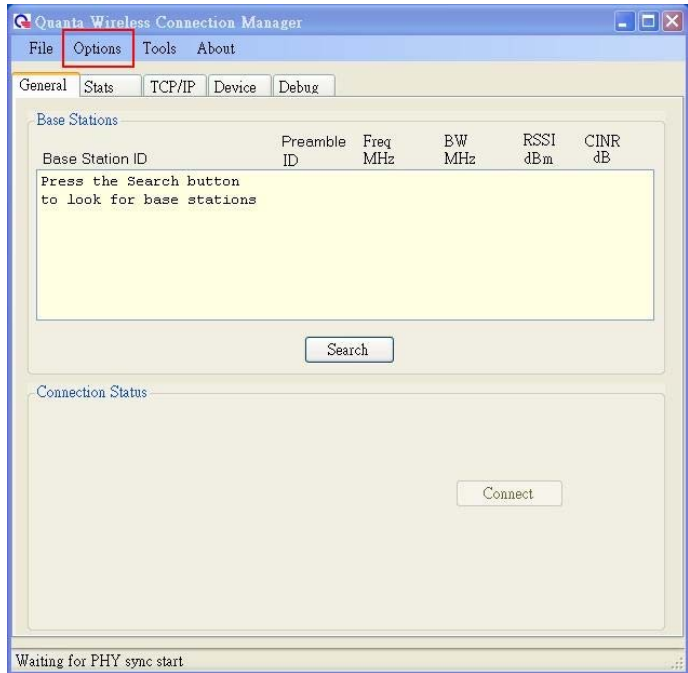 Quanta Wireless Connection Manager
File Options Tools About
General Stats TCP/IP Device Debug
Base Stations
Base Station ID Preamble ID Freq MHz BW MHz RSSI dBm CINR dB
Press the Search button
to look for base stations
Search
Connection Status
Connect
Waiting for PHY sync start